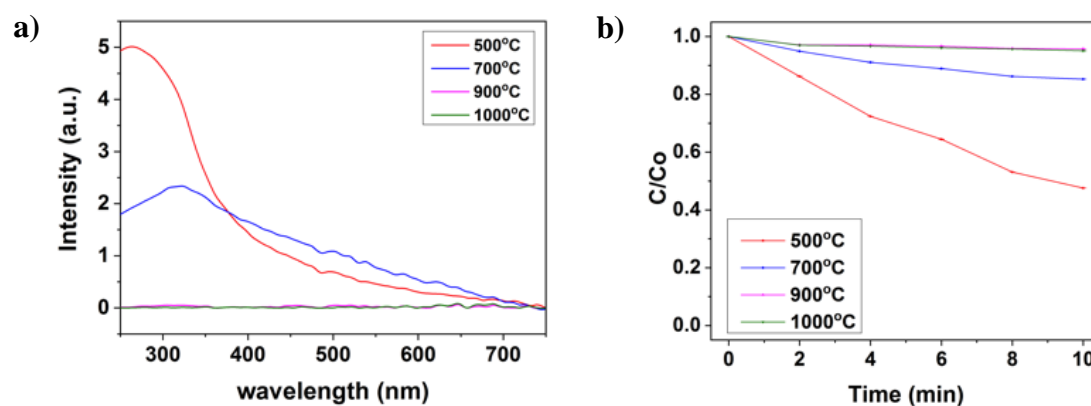 a)
5
4
3
2
1
0
Intensity (a.u.)
500°C
700°C
900°C
1000°C
300 400 500 600 700
wavelength (nm)
b)
1.0
0.8
0.6
0.4
0.2
0.0
C/Co
500°C
700°C
900°C
1000°C
0 2 4 6 8 10
Time (min)